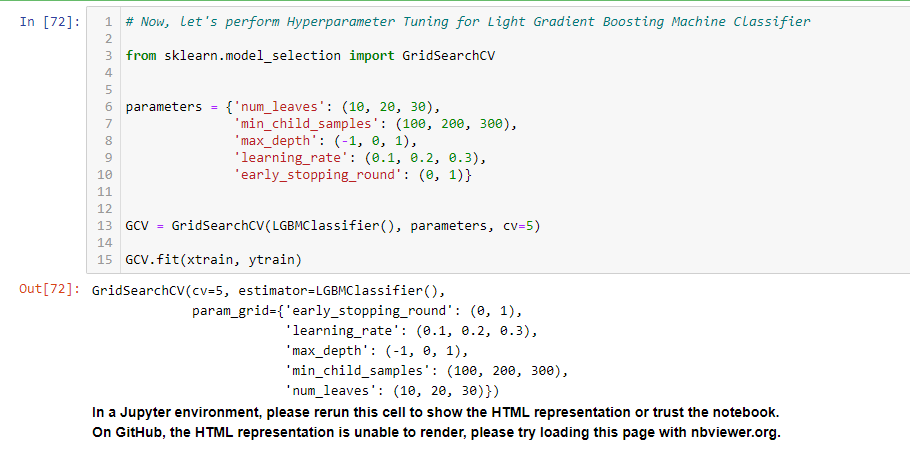 In [72]:
1 # Now, let's perform Hyperparameter Tuning for Light Gradient Boosting Machine Classifier
2
3 from sklearn.model_selection import GridSearchCV
4
5
6 parameters = {'num_leaves': (10, 20, 30),
7 'min_child_samples': (100, 200, 300),
8 'max_depth': (-1, 0, 1),
9 'learning_rate': (0.1, 0.2, 0.3),
10 'early_stopping_round': (0, 1)}
11
12
13 GCV = GridSearchCV(LGBMClassifier(), parameters, cv=5)
14
15 GCV.fit(xtrain, ytrain)
Out[72]: GridSearchCV(cv=5, estimator=LGBMClassifier(),
param_grid={'early_stopping_round': (0, 1),
'learning_rate': (0.1, 0.2, 0.3),
'max_depth': (-1, 0, 1),
'min_child_samples': (100, 200, 300),
'num_leaves': (10, 20, 30)})
In a Jupyter environment, please rerun this cell to show the HTML representation or trust the notebook.
On GitHub, the HTML representation is unable to render, please try loading this page with nbviewer.org.